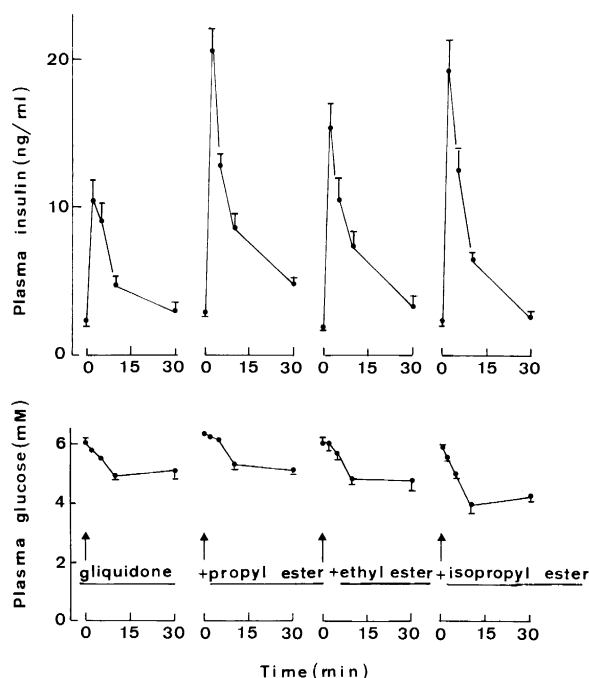 Plasma insulin (ng/ml)
20
10
0
0 15 30 0 15 30 0 15 30 0 15 30
Plasma glucose (mM)
6
4
2
0
gliquidone +propyl ester +ethyl ester +isopropyl ester
0 15 30 0 15 30 0 15 30 0 15 30
Time (min)